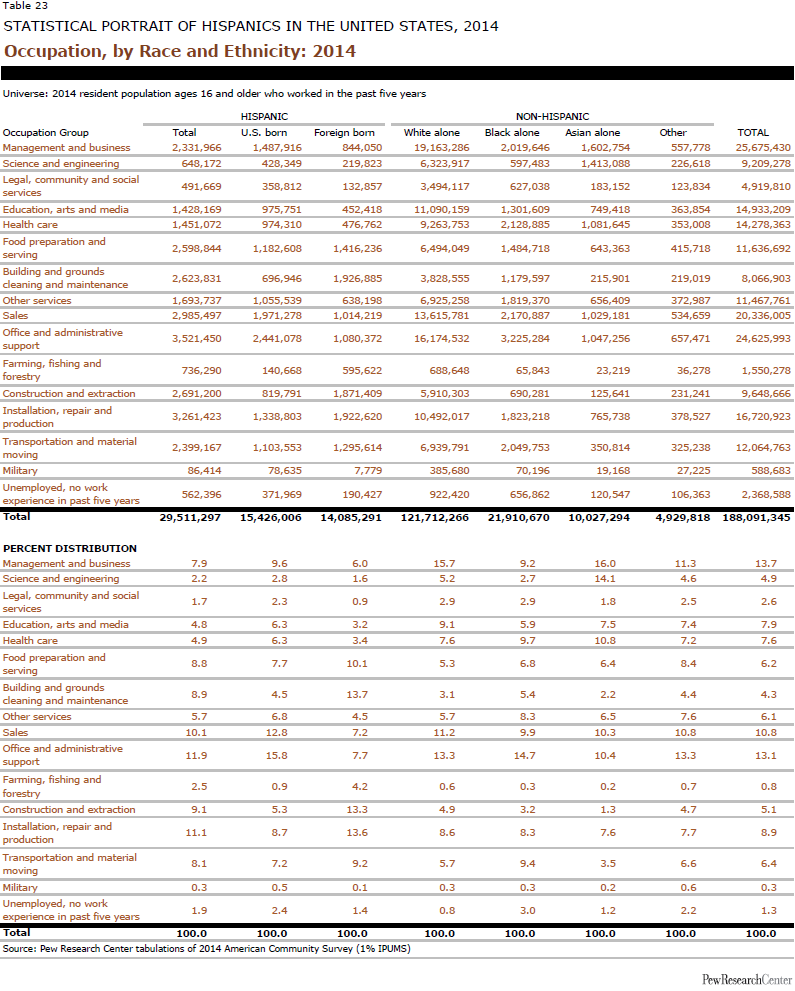 Table 23
STATISTICAL PORTRAIT OF HISPANICS IN THE UNITED STATES, 2014
Occupation, by Race and Ethnicity: 2014
Universe: 2014 resident population ages 16 and older who worked in the past five years
HISPANIC NON-HISPANIC
Occupation Group Total U.S. born Foreign born White alone Black alone Asian alone Other TOTAL
Management and business 2,331,966 1,487,916 844,050 19,163,286 2,019,646 1,602,754 557,778 25,675,430
Science and engineering 648,172 428,349 219,823 6,323,917 597,483 1,413,088 226,618 9,209,278
Legal, community and social
services 491,669 358,812 132,857 3,494,117 627,038 183,152 123,834 4,919,810
Education, arts and media 1,428,169 975,751 452,418 11,090,159 1,301,609 749,418 363,854 14,933,209
Health care 1,451,072 974,310 476,762 9,263,753 2,128,885 1,081,645 353,008 14,278,363
Food preparation and
serving 2,598,844 1,182,608 1,416,236 6,494,049 1,484,718 643,363 415,718 11,636,692
Building and grounds
cleaning and maintenance 2,623,831 696,946 1,926,885 3,828,555 1,179,597 215,901 219,019 8,066,903
Other services 1,693,737 1,055,539 638,198 6,925,258 1,819,370 656,409 372,987 11,467,761
Sales 2,985,497 1,971,278 1,014,219 13,615,781 2,170,887 1,029,181 534,659 20,336,005
Office and administrative
support 3,521,450 2,441,078 1,080,372 16,174,532 3,225,284 1,047,256 657,471 24,625,993
Farming, fishing and
forestry 736,290 140,668 595,622 688,648 65,843 23,219 36,278 1,550,278
Construction and extraction 2,691,200 819,791 1,871,409 5,910,303 690,281 125,641 231,241 9,648,666
Installation, repair and
production 3,261,423 1,338,803 1,922,620 10,492,017 1,823,218 765,738 378,527 16,720,923
Transportation and material
moving 2,399,167 1,103,553 1,295,614 6,939,791 2,049,753 350,814 325,238 12,064,763
Military 86,414 78,635 7,779 385,680 70,196 19,168 27,225 588,683
Unemployed, no work
experience in past five years 562,396 371,969 190,427 922,420 656,862 120,547 106,363 2,368,588
Total 29,511,297 15,426,006 14,085,291 121,712,266 21,910,670 10,027,294 4,929,818 188,091,345
PERCENT DISTRIBUTION
Management and business 7.9 9.6 6.0 15.7 9.2 16.0 11.3 13.7
Science and engineering 2.2 2.8 1.6 5.2 2.7 14.1 4.6 4.9
Legal, community and social
services 1.7 2.3 0.9 2.9 2.9 1.8 2.5 2.6
Education, arts and media 4.8 6.3 3.2 9.1 5.9 7.5 7.4 7.9
Health care 4.9 6.3 3.4 7.6 9.7 10.8 7.2 7.6
Food preparation and
serving 8.8 7.7 10.1 5.3 6.8 6.4 8.4 6.2
Building and grounds
cleaning and maintenance 8.9 4.5 13.7 3.1 5.4 2.2 4.4 4.3
Other services 5.7 6.8 4.5 5.7 8.3 6.5 7.6 6.1
Sales 10.1 12.8 7.2 11.2 9.9 10.3 10.8 10.8
Office and administrative
support 11.9 15.8 7.7 13.3 14.7 10.4 13.3 13.1
Farming, fishing and
forestry 2.5 0.9 4.2 0.6 0.3 0.2 0.7 0.8
Construction and extraction 9.1 5.3 13.3 4.9 3.2 1.3 4.7 5.1
Installation, repair and
production 11.1 8.7 13.6 8.6 8.3 7.6 7.7 8.9
Transportation and material
moving 8.1 7.2 9.2 5.7 9.4 3.5 6.6 6.4
Military 0.3 0.5 0.1 0.3 0.3 0.2 0.6 0.3
Unemployed, no work
experience in past five years 1.9 2.4 1.4 0.8 3.0 1.2 2.2 1.3
Total 100.0 100.0 100.0 100.0 100.0 100.0 100.0 100.0
Source: Pew Research Center tabulations of 2014 American Community Survey (1% IPUMS)
PewResearchCenter